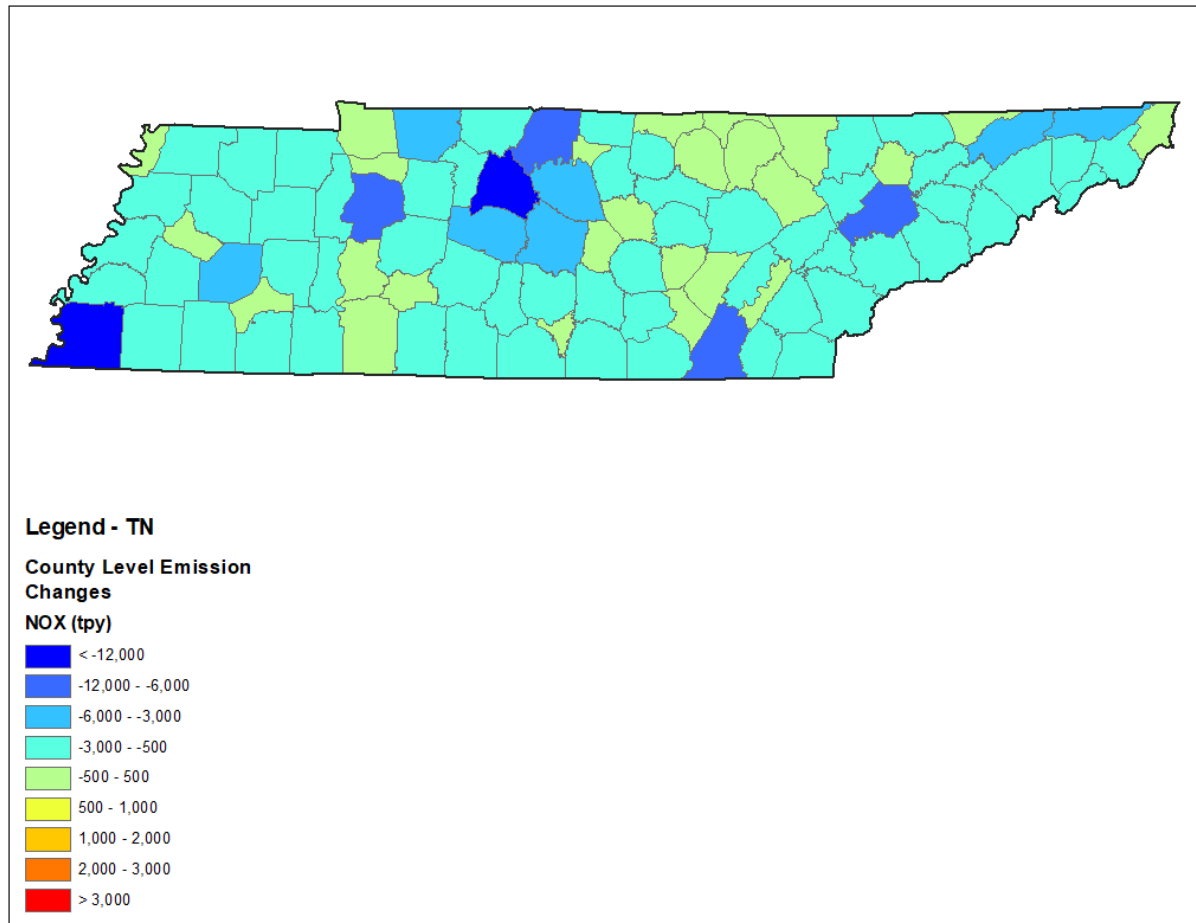 Legend - TN
County Level Emission
Changes
NOX (tpy)
< -12,000
-12,000 - -6,000
-6,000 - -3,000
-3,000 - -500
-500 - 500
500 - 1,000
1,000 - 2,000
2,000 - 3,000
> 3,000